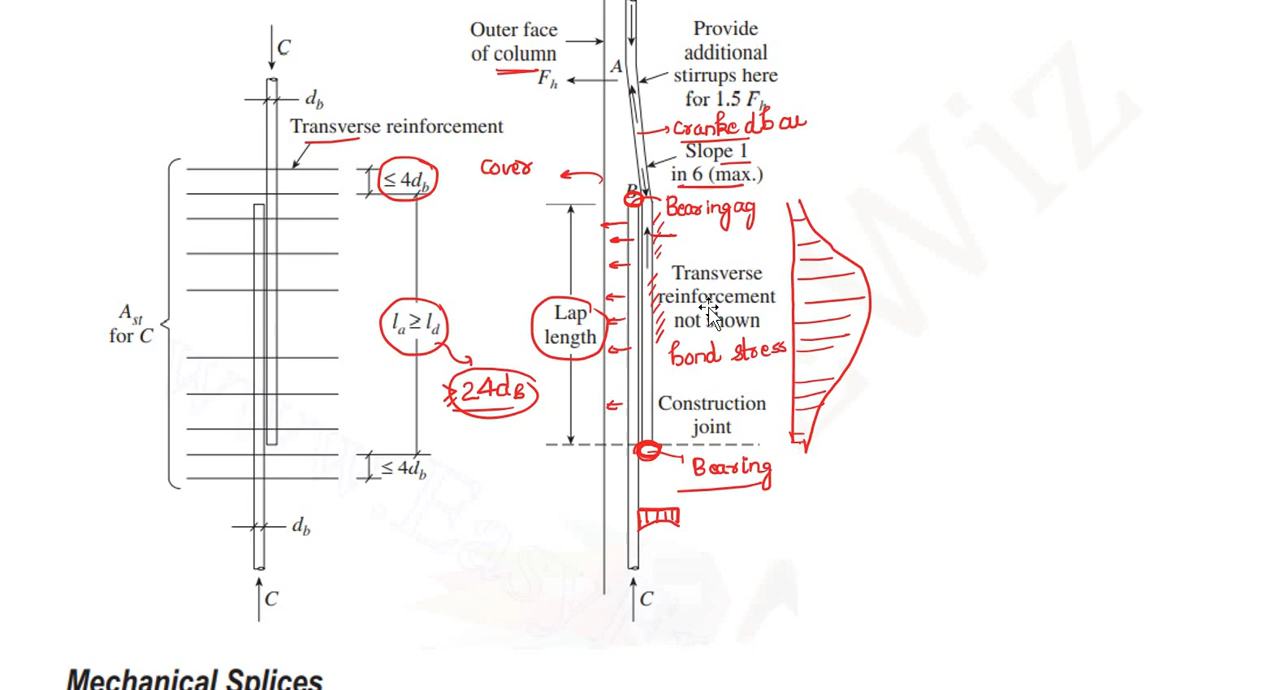 C
d_b
Transverse reinforcement
≤ 4d_b
A_st
for C
l_a ≥ l_d
≥24d_B
≤ 4d_b
d_b
C
Outer face
of column
F_h
A
Provide
additional
stirrups here
for 1.5 F_h
Cranked bar
Slope 1
in 6 (max.)
Cover
B
Bearing
Lap
length
Transverse
reinforcement
not shown
bond stress
Construction
joint
Bearing
C
Mechanical Splices